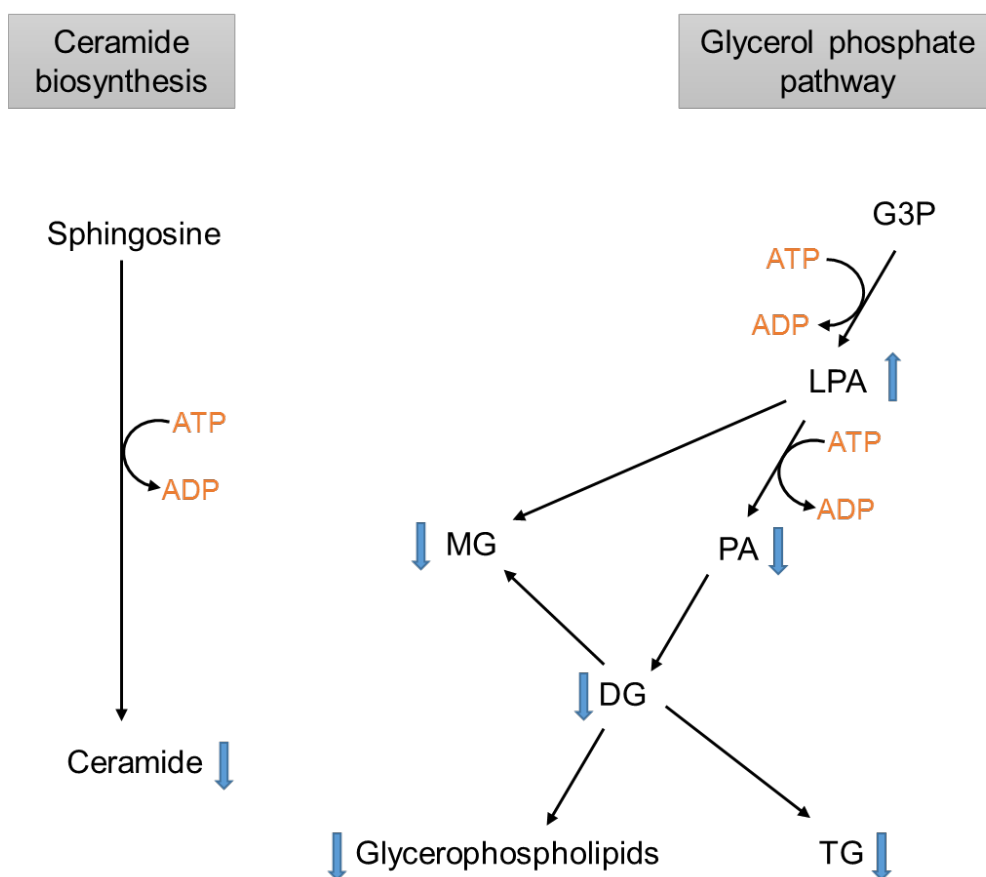 Ceramide
biosynthesis
Glycerol phosphate
pathway
Sphingosine
G3P
ATP
ADP
LPA
ATP
ADP
ATP
ADP
MG
PA
DG
Ceramide
Glycerophospholipids
TG